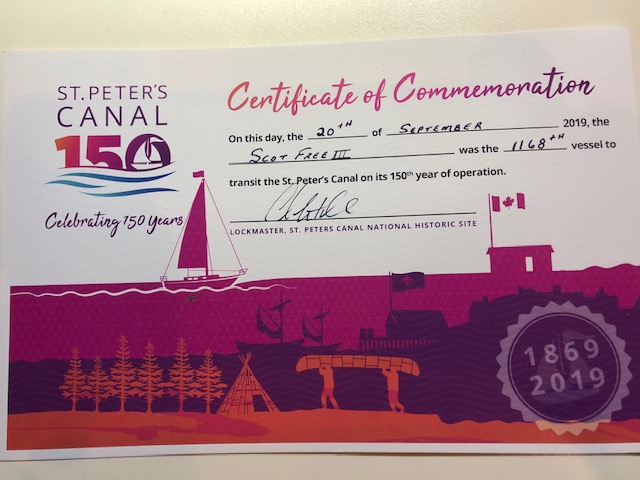 ST. PETER'S
CANAL
150
Celebrating 150 Years
Certificate of Commemoration
On this day, the 20TH of SEPTEMBER 2019, the
SCOT FREE III was the 1168TH vessel to
transit the St. Peter's Canal on its 150th year of operation.
LOCKMASTER, ST. PETERS CANAL NATIONAL HISTORIC SITE
1869
2019